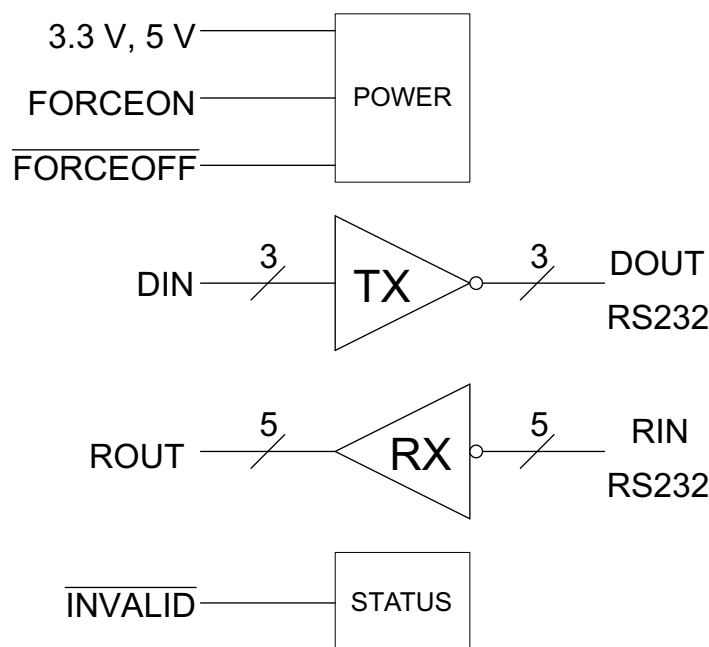 3.3 V, 5 V
FORCEON
POWER
FORCEOFF
DIN
3
TX
3
DOUT
RS232
ROUT
5
RX
5
RIN
RS232
INVALID
STATUS